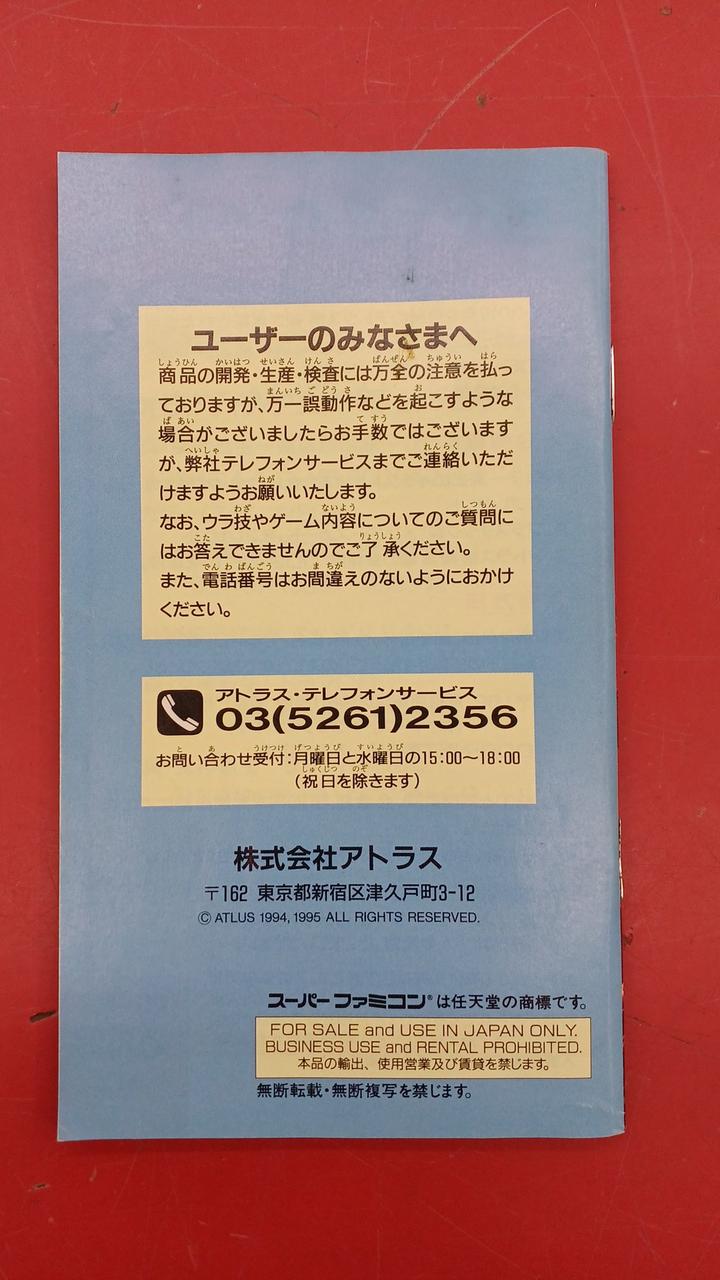 ユーザーのみなさまへ
商品の開発・生産・検査には万全の注意を払っ
ておりますが、万一誤動作などを起こすような
場合がございましたらお手数ではございます
が、弊社テレフォンサービスまでご連絡いただ
けますようお願いいたします。
なお、ウラ技やゲーム内容についてのご質問に
はお答えできませんのでご了承ください。
また、電話番号はお間違えのないようにおかけ
ください。
アトラス・テレフォンサービス
03(5261)2356
お問い合わせ受付:月曜日と水曜日の15:00〜18:00
(祝日を除きます)
株式会社アトラス
〒162 東京都新宿区津久戸町3-12
© ATLUS 1994, 1995 ALL RIGHTS RESERVED.
スーパーファミコン®は任天堂の商標です。
FOR SALE and USE IN JAPAN ONLY.
BUSINESS USE and RENTAL PROHIBITED.
本品の輸出、使用営業及び賃貸を禁じます。
無断転載・無断複写を禁じます。